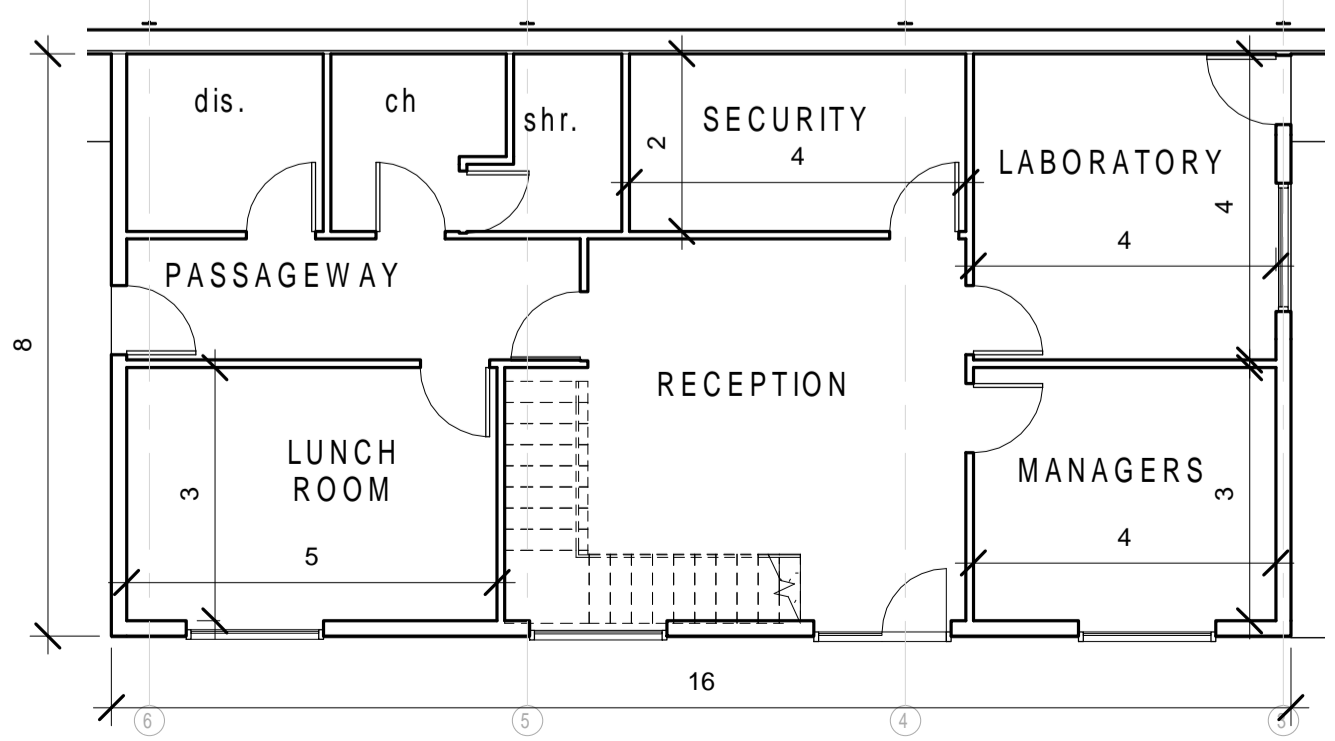 dis.
ch
shr.
SECURITY
2
4
LABORATORY
4
4
PASSAGEWAY
8
RECEPTION
LUNCH
ROOM
3
5
MANAGERS
3
4
16
6
5
4
3